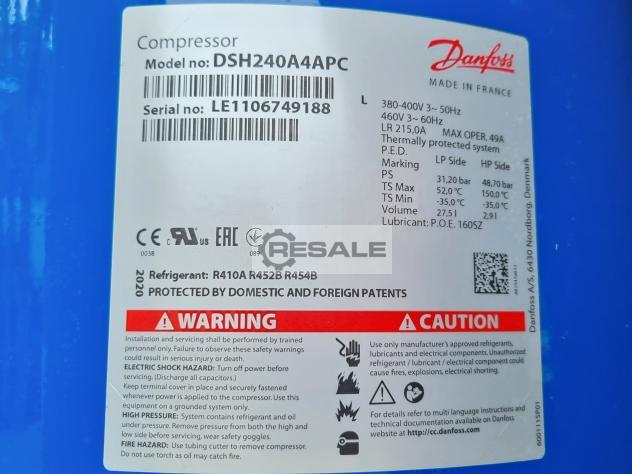 Compressor
Model no: DSH240A4APC
Serial no: LE1106749188
Danfoss
MADE IN FRANCE
L 380-400V 3~ 50Hz
460V 3~ 60Hz
LR 215,0A MAX OPER. 49A
Thermally protected system
P.E.D.
Marking LP Side HP Side
PS 31,20 bar 48,70 bar
TS Max 52,0°C 150,0°C
TS Min -35,0°C -35,0°C
Volume 27,5 l 2,9 l
Lubricant: P.O.E. 160SZ
CE RU us EAC
0038
RESALE
2020
Refrigerant: R410A R452B R454B
PROTECTED BY DOMESTIC AND FOREIGN PATENTS
Danfoss A/S, 6430 Nordborg, Denmark
WARNING
Installation and servicing shall be performed by trained
personnel only. Failure to observe these safety warnings
could result in serious injury or death.
ELECTRIC SHOCK HAZARD: Turn off power before
servicing. (Discharge all capacitors.)
Keep terminal cover in place and securely fastened
whenever power is applied to the compressor. Use this
equipment on a grounded system only.
HIGH PRESSURE: System contains refrigerant and oil
under pressure. Remove pressure from both the high and
low side before servicing, wear safety goggles.
FIRE HAZARD: Use tubing cutter to remove compressor.
Do not use torch as oil may catch fire.
CAUTION
Use only manufacturer's approved refrigerants,
lubricants and electrical components. Unauthorized
refrigerant / lubricant / electrical component could
cause fires, explosions, electrical shorting.
For details refer to multi language instructions and
technical documentation available on Danfoss
website at http://cc.danfoss.com
6001115P01